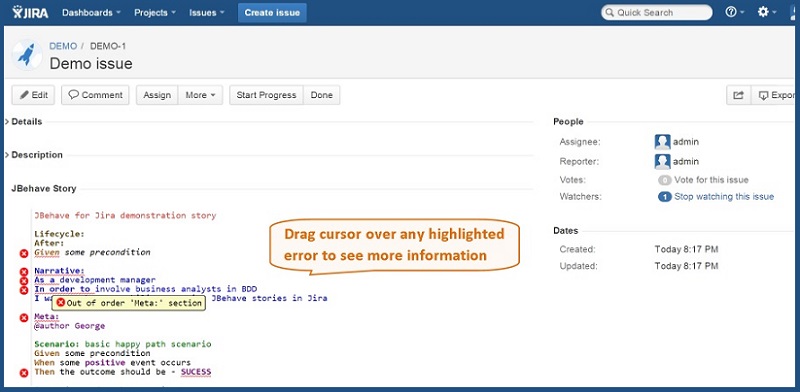 JIRA Dashboards Projects Issues Create issue Quick Search
DEMO / DEMO-1
Demo issue
Edit Comment Assign More Start Progress Done Expor
Details
Description
JBehave Story
JBehave for Jira demonstration story
Lifecycle:
After:
Given some precondition
Narrative:
As a development manager
In order to involve business analysts in BDD
I wa JBehave stories in Jira
Out of order 'Meta:' section
Meta:
@author George
Scenario: basic happy path scenario
Given some precondition
When some positive event occurs
Then the outcome should be - SUCESS
Drag cursor over any highlighted
error to see more information
People
Assignee: admin
Reporter: admin
Votes: 0 Vote for this issue
Watchers: 1 Stop watching this issue
Dates
Created: Today 8:17 PM
Updated: Today 8:17 PM